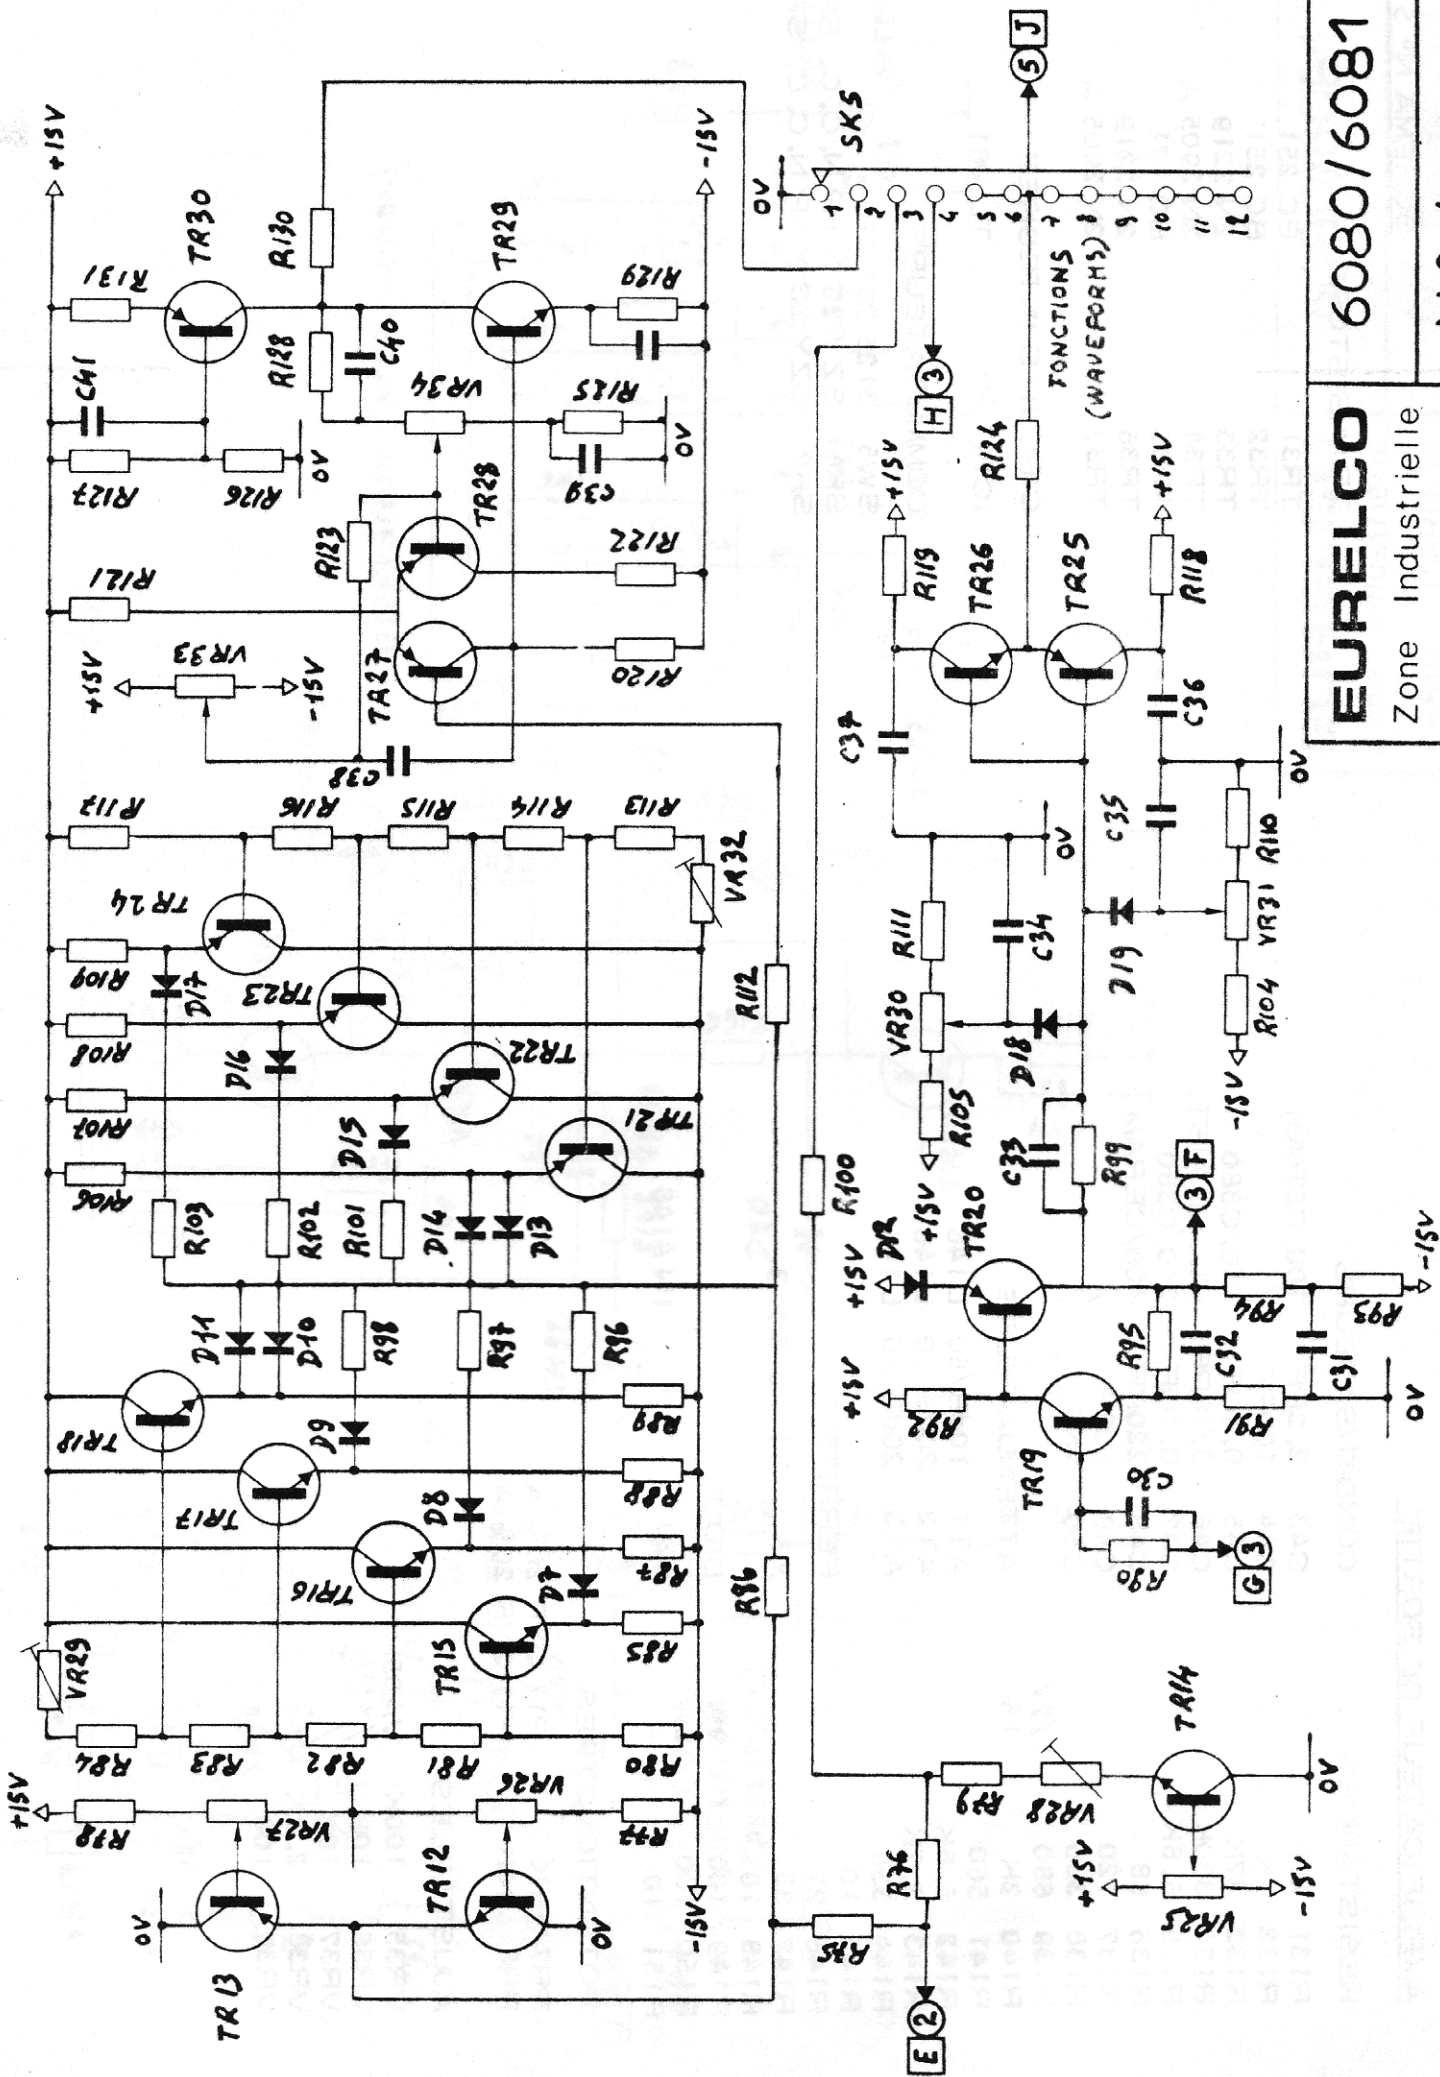 +15V
R131
TR30
R130
TR29
R129
-15V
C41
R127
R126
0V
R128
C40
VR34
R125
C39
0V
R123
TR28
R122
R121
TR27
R120
+15V
VR33
-15V
C38
R117
R116
R115
R114
R113
VR32
TR24
R109
D17
TR23
R108
D16
TR22
R107
D15
TR21
R106
R103
R102
R101
D14
D13
R112
D11
D10
R98
R97
R96
TR18
D9
R89
TR17
D8
R88
TR16
D7
R87
TR15
R85
R86
VR29
R84
R83
R82
R81
R80
+15V
R78
VR27
VR26
R77
-15V
0V
TR13
TR12
0V
R75
R76
E 2
R79
VR28
TR14
0V
+15V
VR25
-15V
R100
0V
SK5
1
2
3
4
5
6
7
8
9
10
11
12
5 J
H 3
FONCTIONS
(WAVEFORMS)
R124
+15V
R119
TR26
TR25
R118
+15V
C37
C36
C35
0V
0V
R111
C34
VR30
D18
D19
R105
+15V
R110
VR31
R104
-15V
C33
R99
+15V
D12
TR20
3 F
R95
C32
R94
R93
-15V
C31
R91
0V
+15V
R92
TR19
C30
R90
G 3
EURELCO
Zone Industrielle
6080/6081